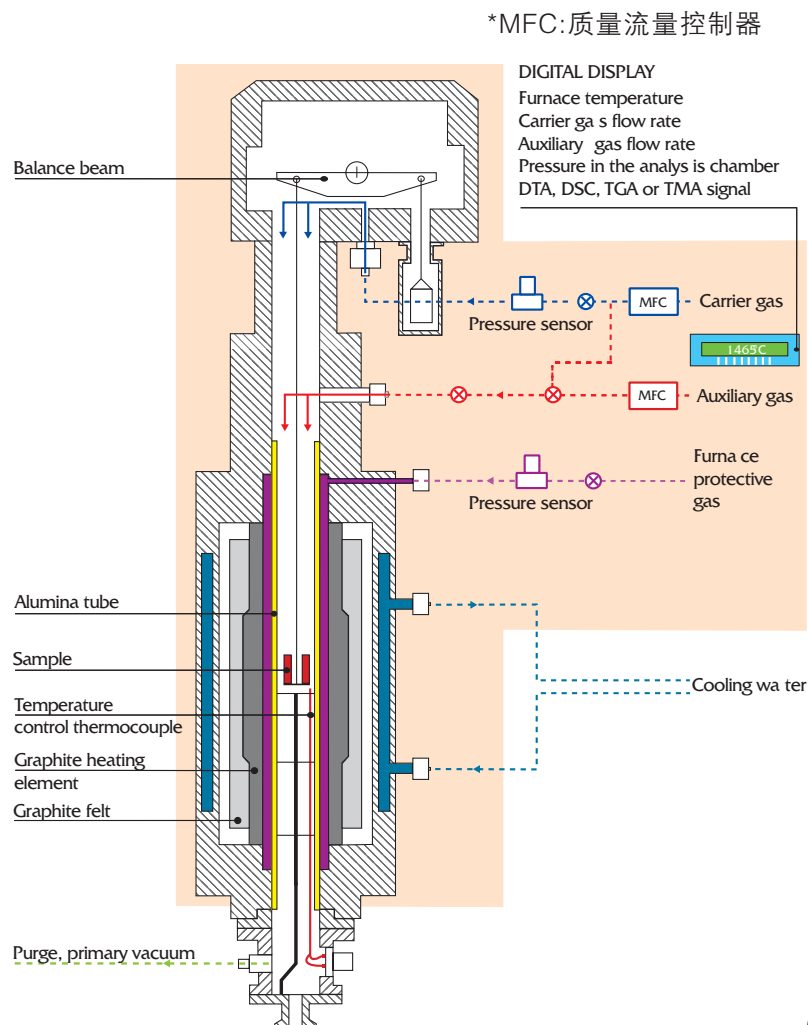 *MFC:质量流量控制器
DIGITAL DISPLAY
Furnace temperature
Carrier ga s flow rate
Auxiliary gas flow rate
Pressure in the analys is chamber
DTA, DSC, TGA or TMA signal
Balance beam
MFC
Carrier gas
Pressure sensor
1465C
MFC
Auxiliary gas
Furna ce
protective
gas
Pressure sensor
Alumina tube
Sample
Cooling wa ter
Temperature
control thermocouple
Graphite heating
element
Graphite felt
Purge, primary vacuum